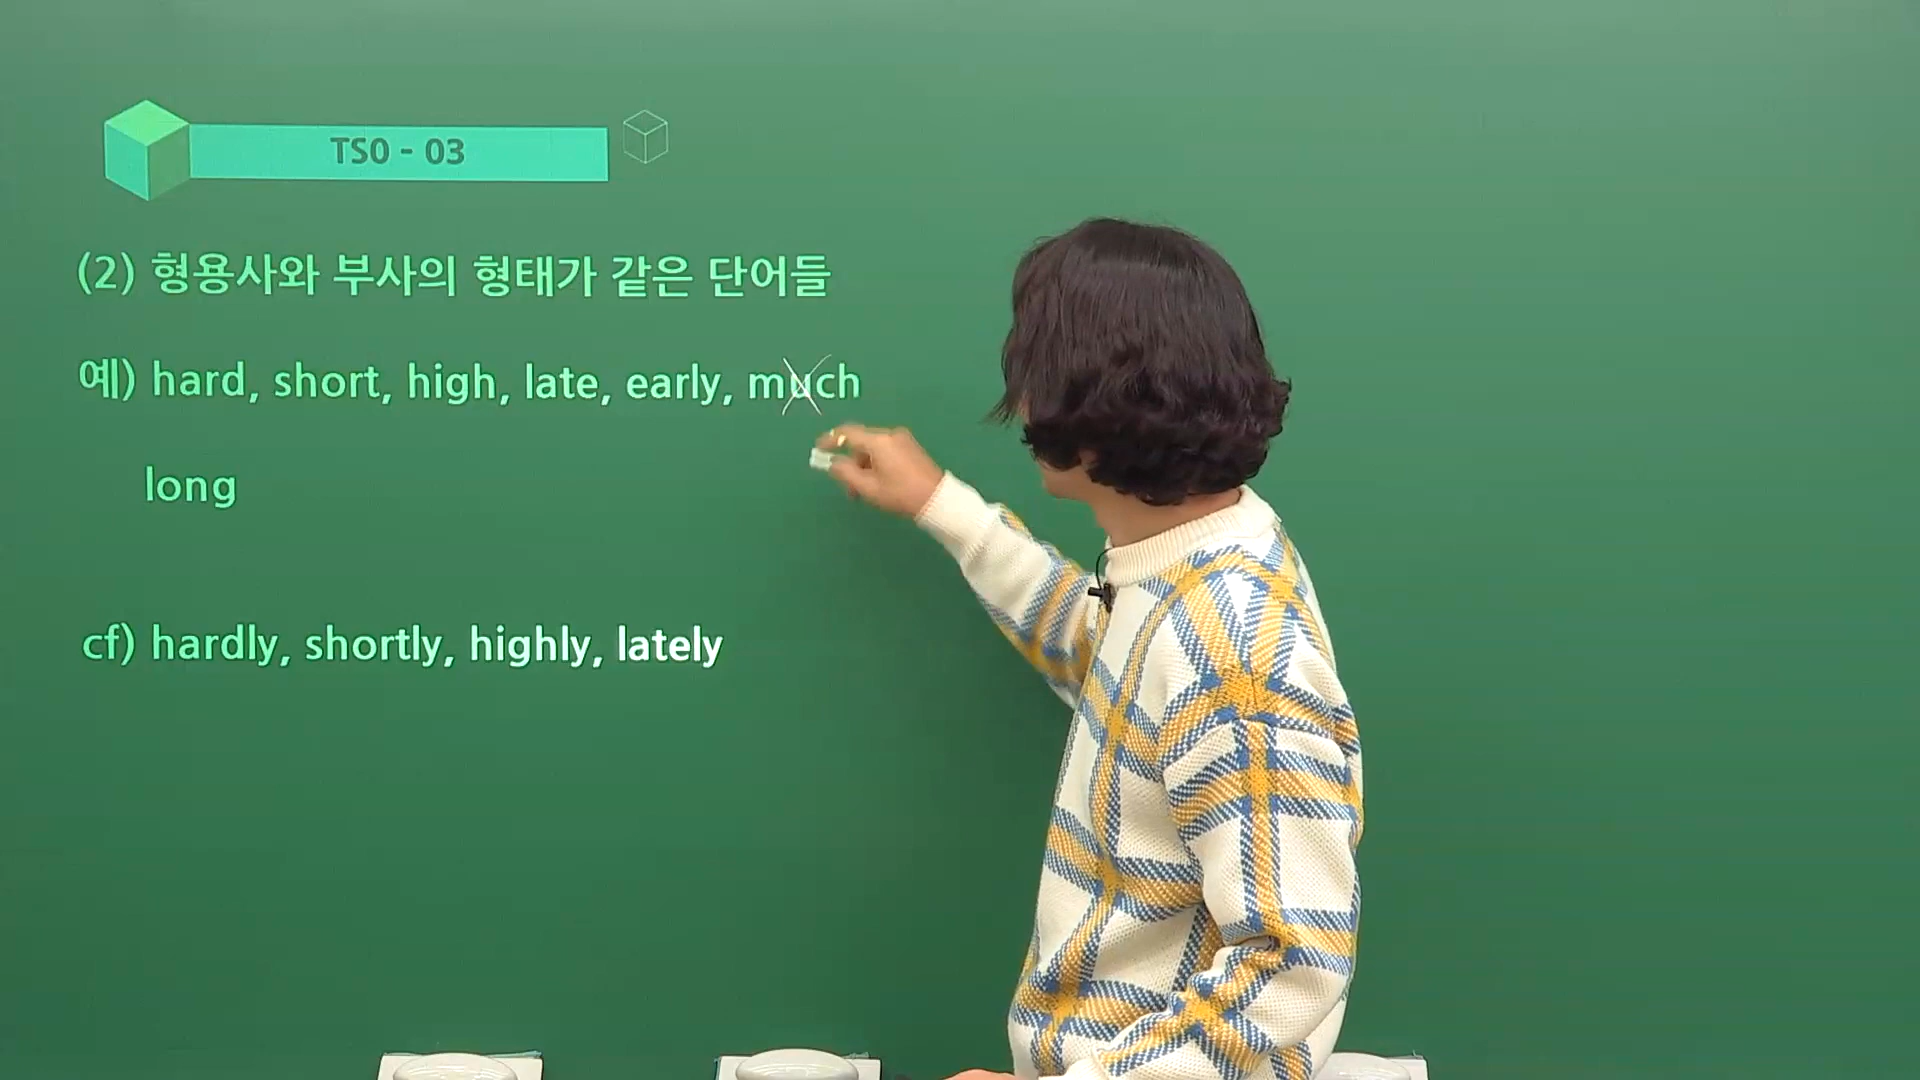 TS0 - 03
(2) 형용사와 부사의 형태가 같은 단어들
예) hard, short, high, late, early, much
long
cf) hardly, shortly, highly, lately